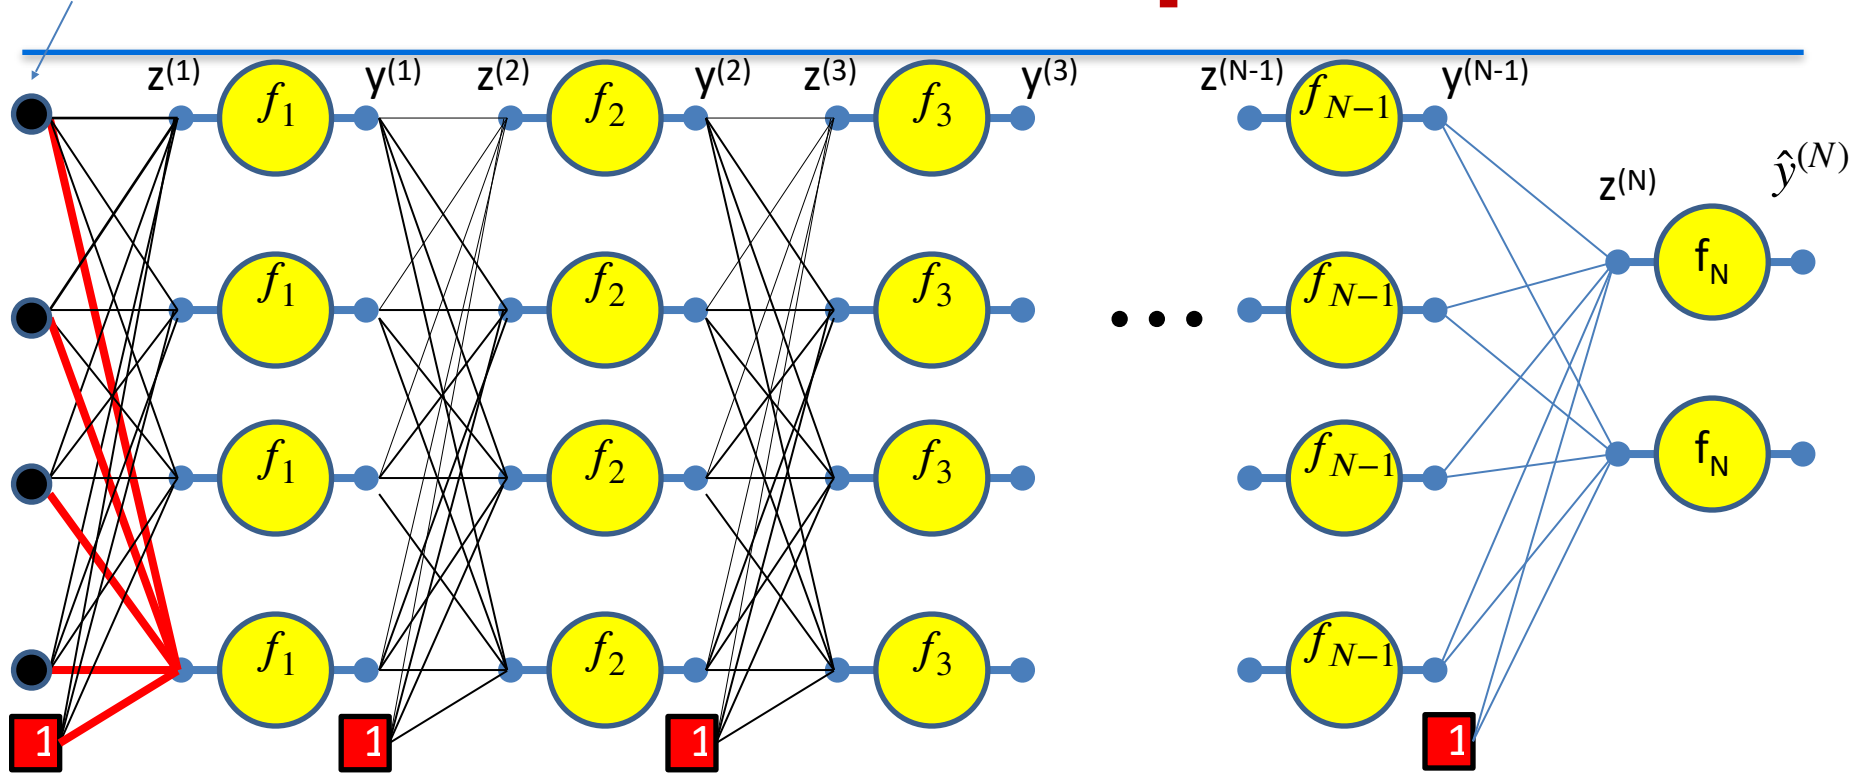 z(1) y(1) z(2) y(2) z(3) y(3) z(N-1) y(N-1)
f1 f2 f3 fN−1
z(N) ŷ(N)
fN
f1 f2 f3 fN−1
fN
f1 f2 f3 fN−1
f1 f2 f3 fN−1
1 1 1 1